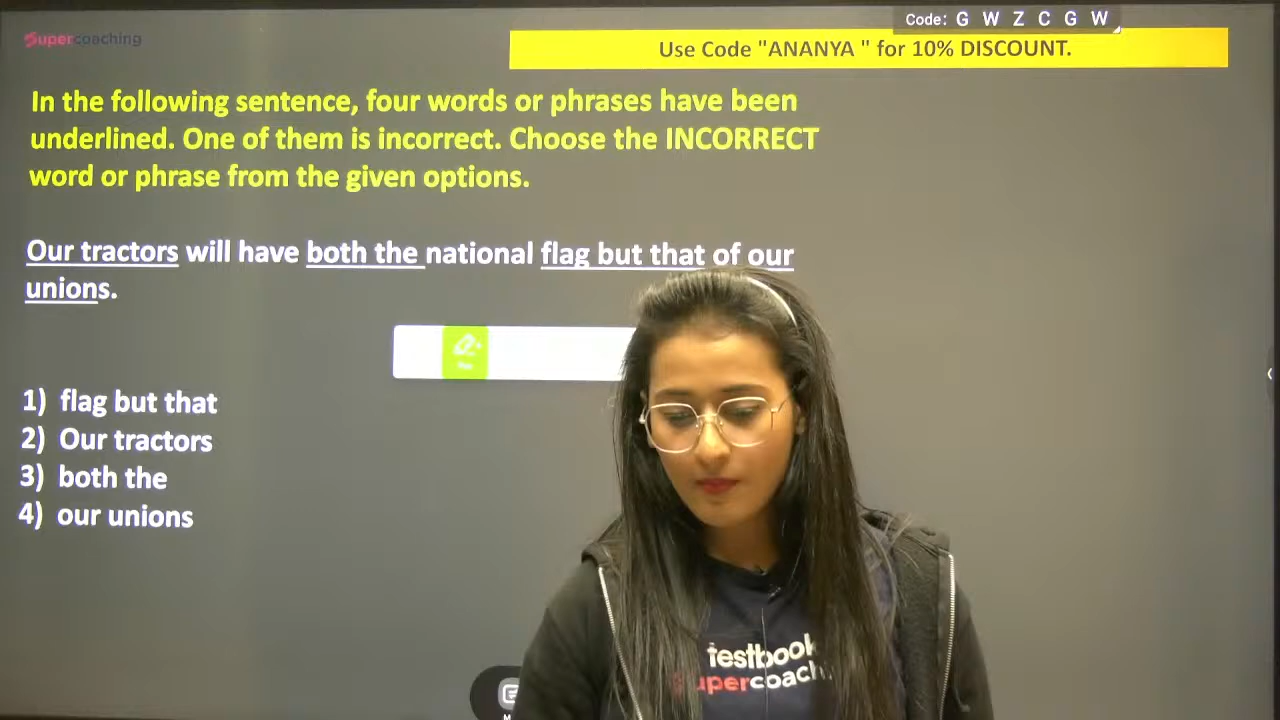 Supercoaching
Code: G W Z C G W
Use Code "ANANYA " for 10% DISCOUNT.
In the following sentence, four words or phrases have been
underlined. One of them is incorrect. Choose the INCORRECT
word or phrase from the given options.
Our tractors will have both the national flag but that of our
unions.
1) flag but that
2) Our tractors
3) both the
4) our unions
testbook
Supercoach